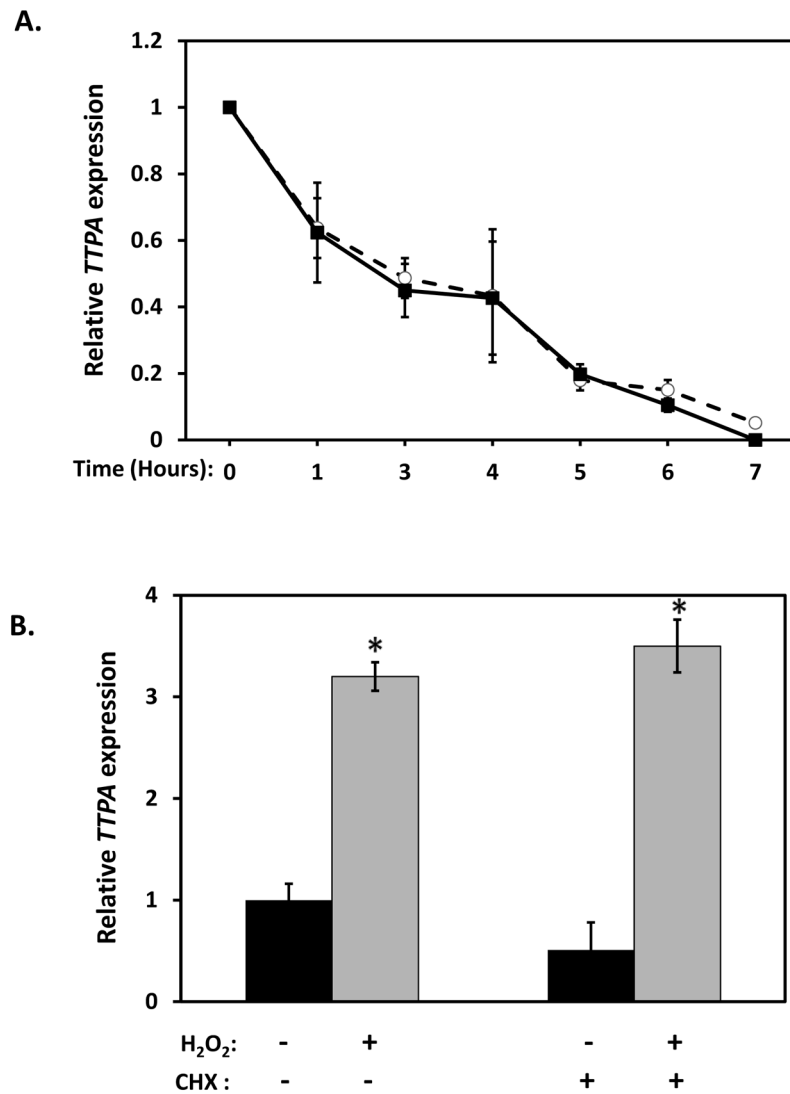 A.
1.2
1
0.8
0.6
0.4
0.2
0
Relative TTPA expression
Time (Hours): 0 1 3 4 5 6 7
B.
4
3
2
1
0
Relative TTPA expression
* *
H₂O₂: - + - +
CHX : - - + +